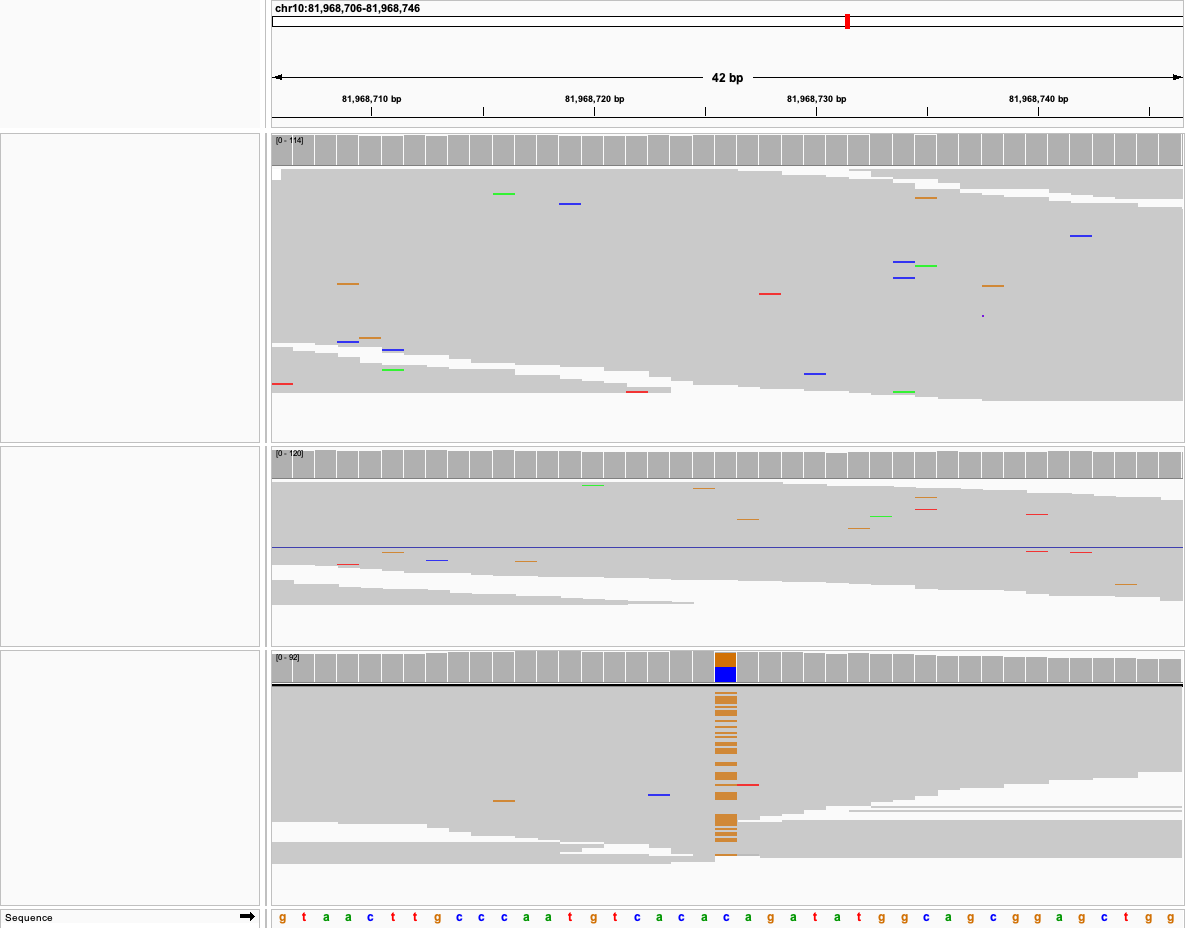 chr10:81,968,706-81,968,746
42 bp
81,968,710 bp 81,968,720 bp 81,968,730 bp 81,968,740 bp
[0 - 114]
[0 - 120]
[0 - 92]
Sequence g t a a c t t g c c c a a t g t c a c a c a g a t a t g g c a g c g g a g c t g g